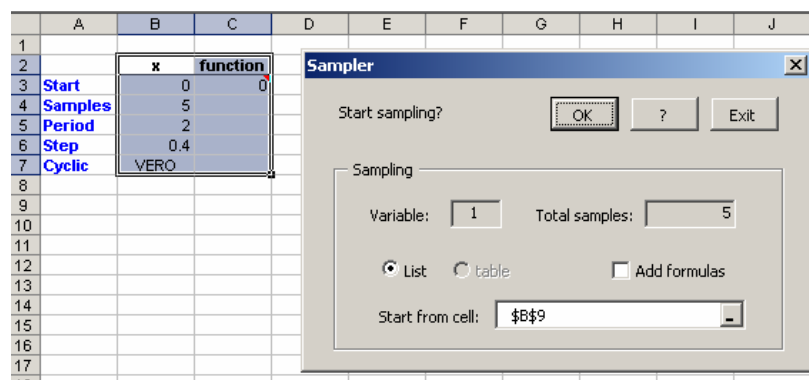 A B C D E F G H I J
1
2 x function
3 Start 0 0
4 Samples 5
5 Period 2
6 Step 0.4
7 Cyclic VERO
8
9
10
11
12
13
14
15
16
17
Sampler
Start sampling? OK ? Exit
Sampling
Variable: 1 Total samples: 5
List table Add formulas
Start from cell: $B$9